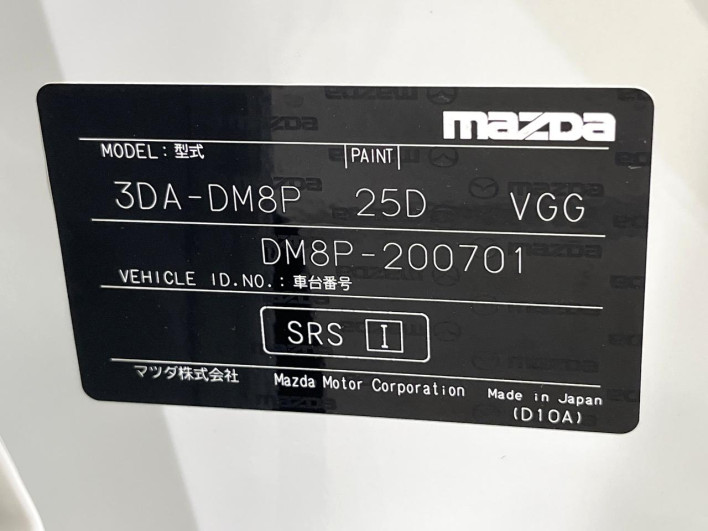 mazda
MODEL：型式 PAINT
3DA-DM8P 25D VGG
DM8P-200701
VEHICLE ID.NO.：車台番号
SRS I
マツダ株式会社 Mazda Motor Corporation Made in Japan
(D10A)